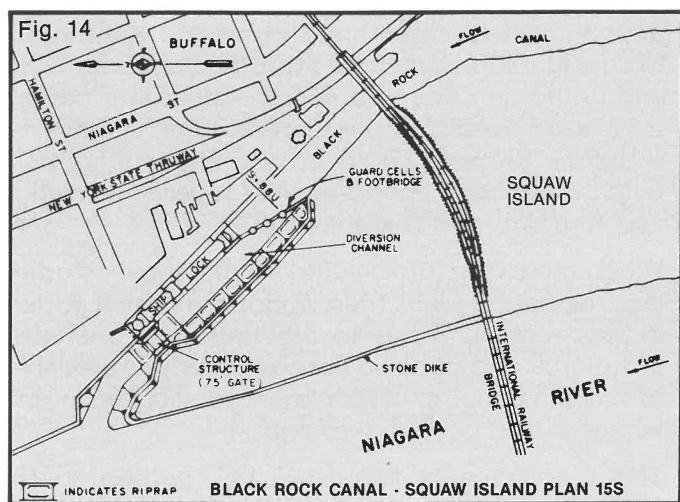 Fig. 14
BUFFALO
FLOW
CANAL
ROCK
BLACK
HAMILTON ST
NIAGARA ST
NEW YORK STATE THRUWAY
GUARD CELLS
& FOOTBRIDGE
SQUAW
ISLAND
DIVERSION
CHANNEL
SHIP LOCK
CONTROL
STRUCTURE
(75' GATE)
STONE DIKE
INTERNATIONAL RAILWAY
BRIDGE
FLOW
RIVER
NIAGARA
INDICATES RIPRAP
BLACK ROCK CANAL - SQUAW ISLAND PLAN 15S